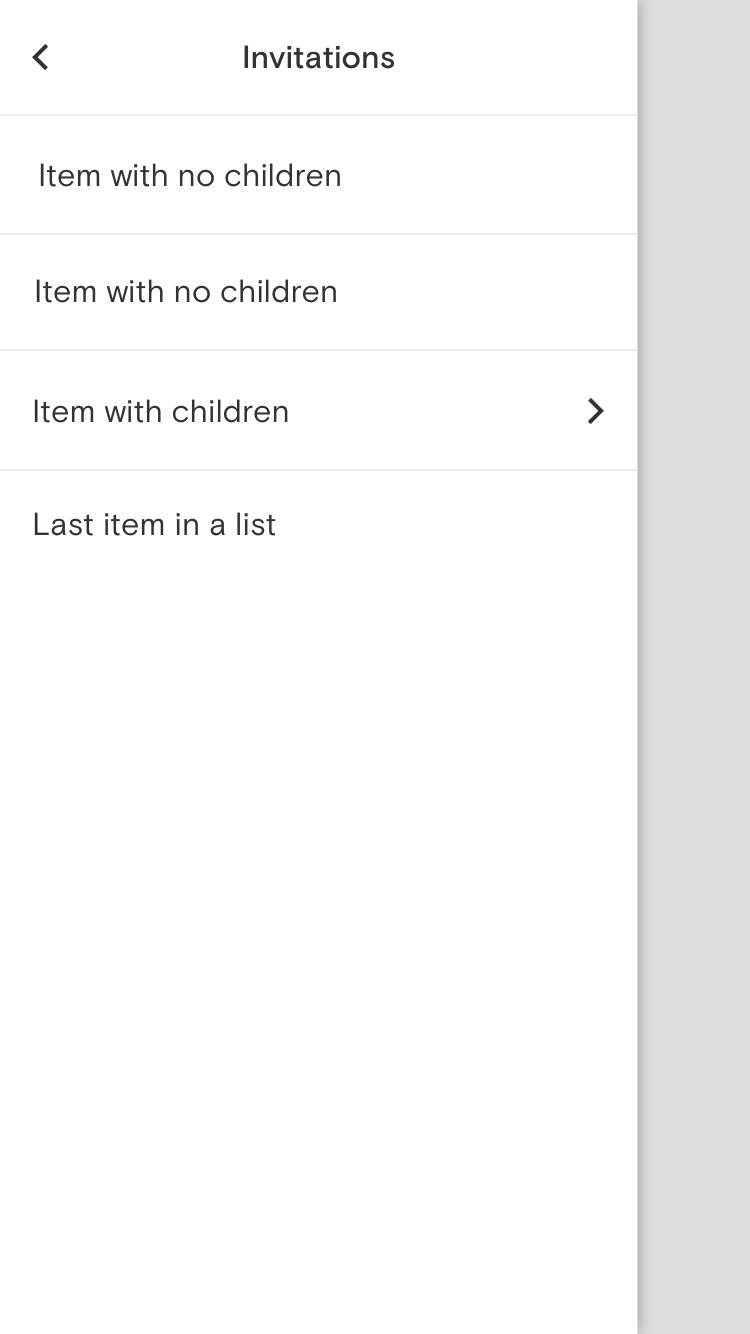 Invitations
Item with no children
Item with no children
Item with children
Last item in a list